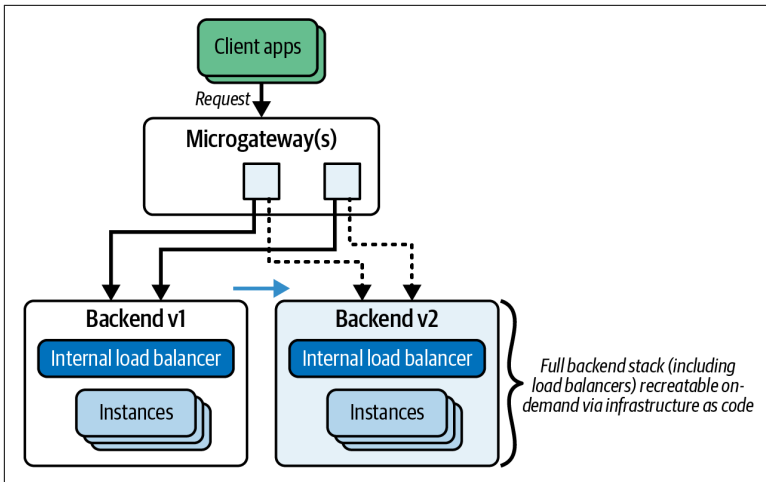 Client apps
Request
Microgateway(s)
Backend v1
Internal load balancer
Instances
Backend v2
Internal load balancer
Instances
Full backend stack (including
load balancers) recreatable on-
demand via infrastructure as code